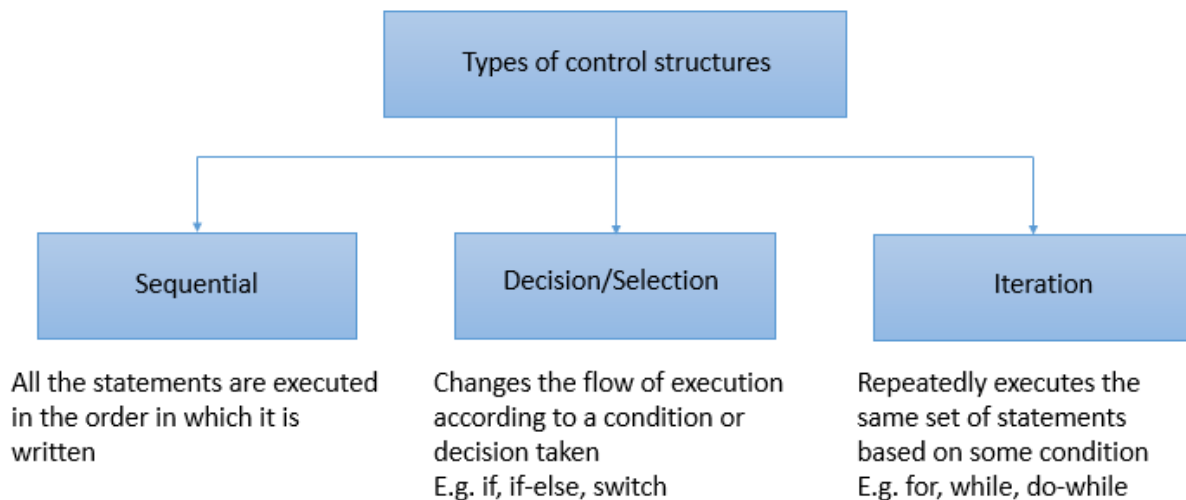 Types of control structures
Sequential
Decision/Selection
Iteration
All the statements are executed
in the order in which it is
written
Changes the flow of execution
according to a condition or
decision taken
E.g. if, if-else, switch
Repeatedly executes the
same set of statements
based on some condition
E.g. for, while, do-while